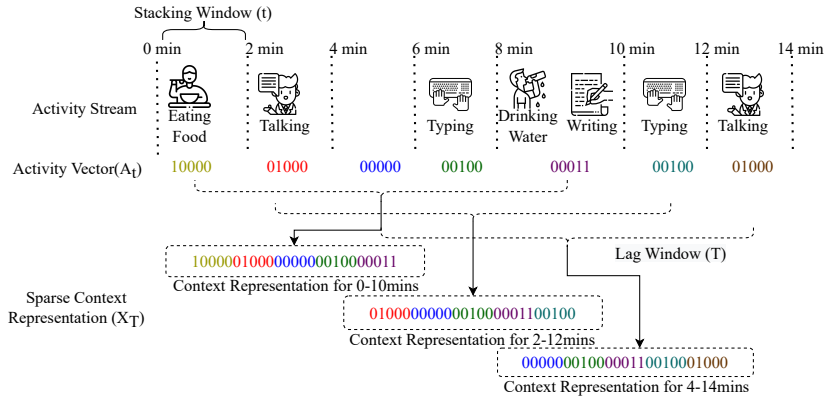 Stacking Window (t)
0 min 2 min 4 min 6 min 8 min 10 min 12 min 14 min
Activity Stream
Eating
Food
Talking
Typing
Drinking
Water
Writing
Typing
Talking
Activity Vector(At) 10000 01000 00000 00100 00011 00100 01000
Lag Window (T)
1000001000000000010000011
Context Representation for 0-10mins
Sparse Context
Representation (XT)
0100000000001000001100100
Context Representation for 2-12mins
0000000100000110010001000
Context Representation for 4-14mins